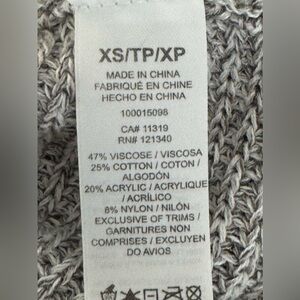 XS/TP/XP
MADE IN CHINA
FABRIQUÉ EN CHINE
HECHO EN CHINA
100015098
CA# 11319
RN# 121340
47% VISCOSE / VISCOSA
25% COTTON / COTON /
ALGODÓN
20% ACRYLIC / ACRYLIQUE
/ ACRÍLICO
8% NYLON / NILÓN
EXCLUSIVE OF TRIMS /
GARNITURES NON
COMPRISES / EXCLUYEN
DO AVIOS